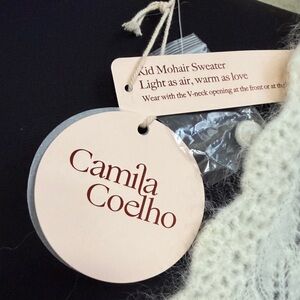 Kid Mohair Sweater
Light as air, warm as love
Wear with the V-neck opening at the front or at the
Camila
Coelho